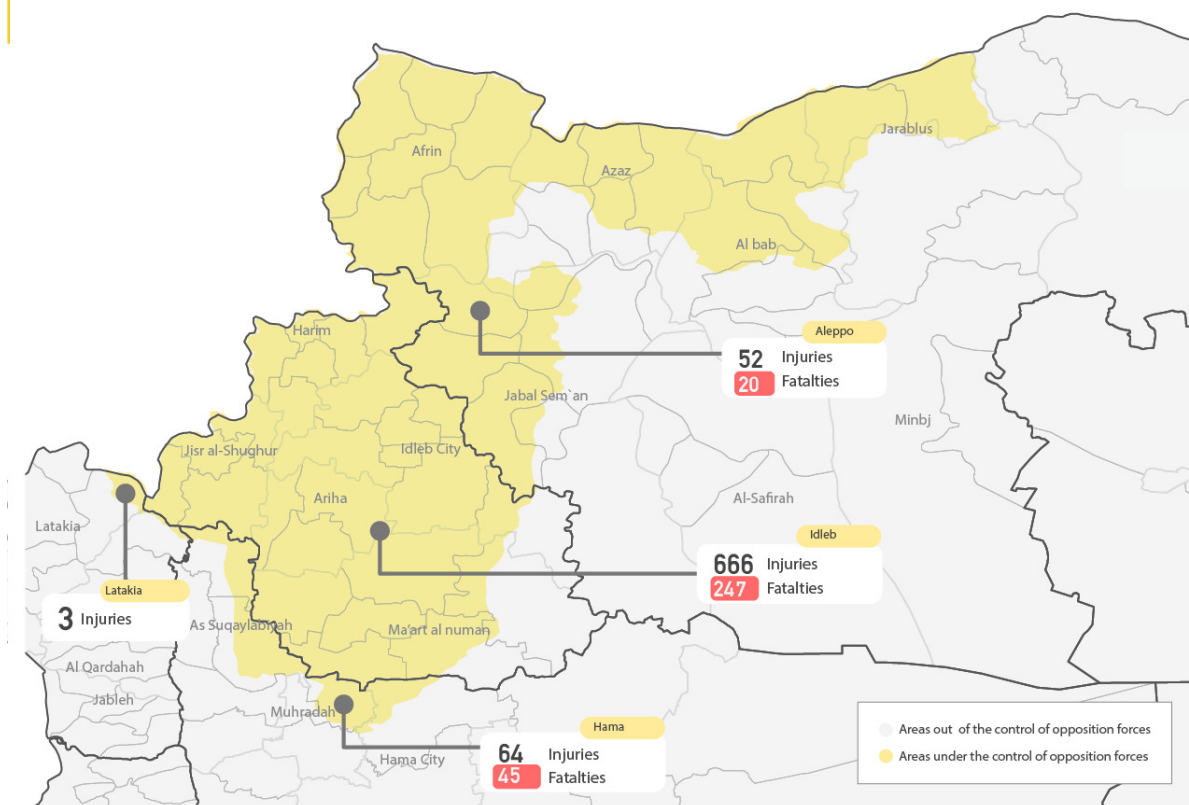 Jarablus
Afrin
Azaz
Al bab
Harim
Aleppo
52 Injuries
20 Fatalties
Jabal Sem`an
Minbj
Jisr al-Shughur
Idleb City
Ariha
Al-Safirah
Latakia
Idleb
666 Injuries
247 Fatalties
Latakia
3 Injuries
As Suqaylabiyah
Ma'art al numan
Al Qardahah
Jableh
Muhradah
Hama
64 Injuries
45 Fatalties
Hama City
Areas out of the control of opposition forces
Areas under the control of opposition forces